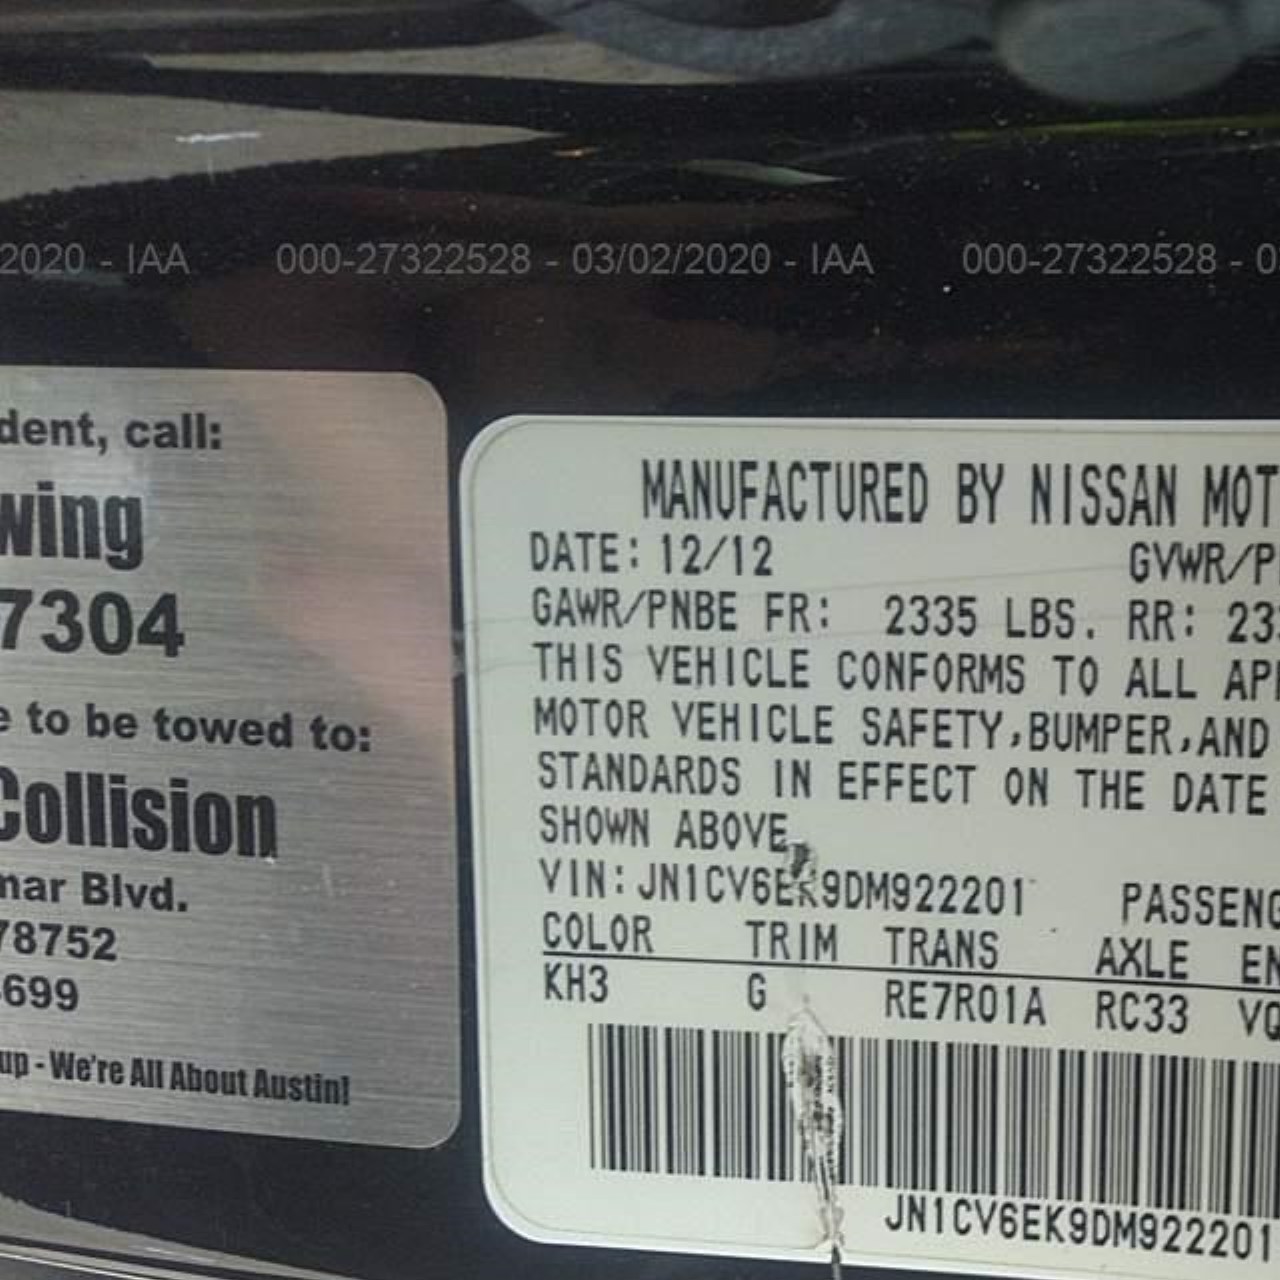 2020 - IAA 000-27322528 - 03/02/2020 - IAA 000-27322528 - 0
dent, call:
wing
7304
e to be towed to:
Collision
mar Blvd.
78752
699
up - We're All About Austin!
MANUFACTURED BY NISSAN MOT
DATE: 12/12 GVWR/P
GAWR/PNBE FR: 2335 LBS. RR: 23
THIS VEHICLE CONFORMS TO ALL APP
MOTOR VEHICLE SAFETY,BUMPER,AND
STANDARDS IN EFFECT ON THE DATE
SHOWN ABOVE
VIN: JN1CV6EK9DM922201 PASSENG
COLOR TRIM TRANS AXLE EN
KH3 G RE7R01A RC33 VQ
JN1CV6EK9DM922201